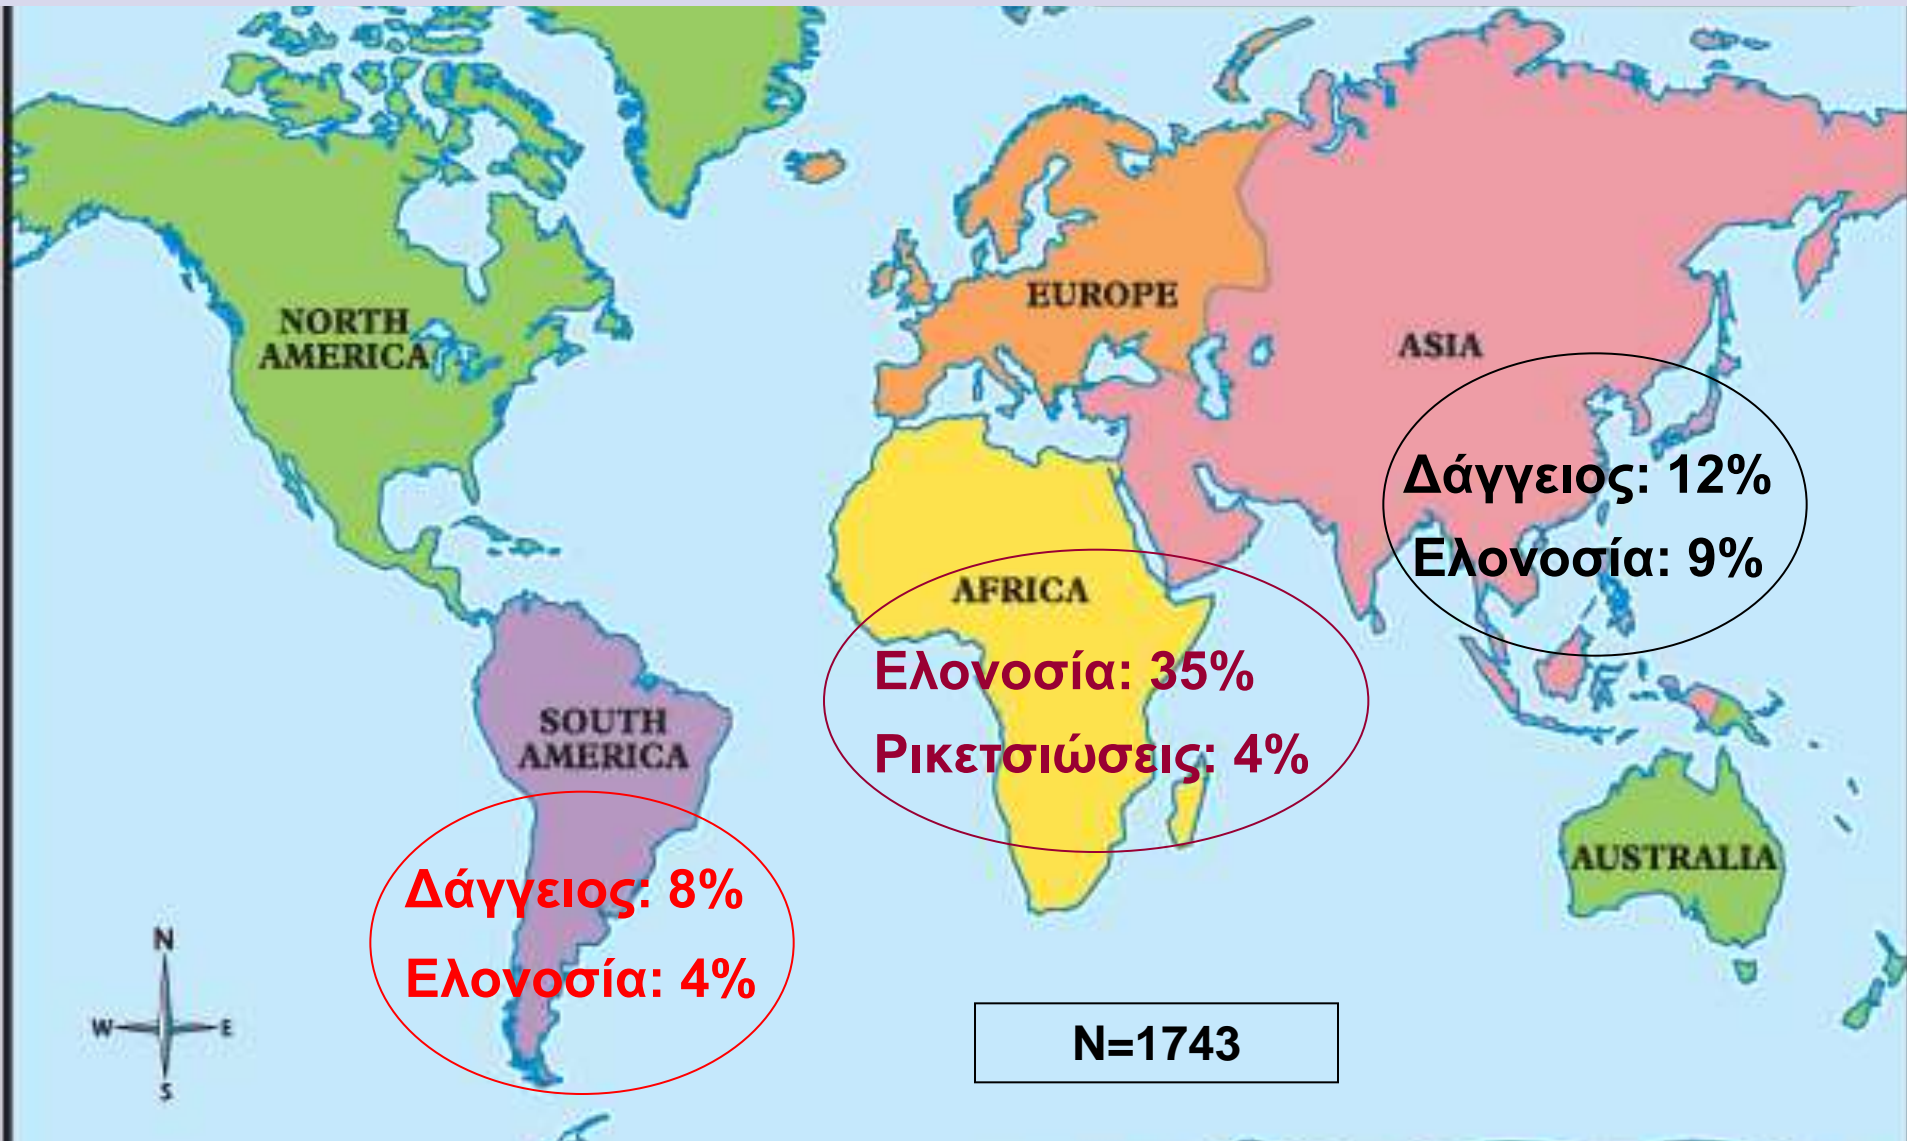 NORTH
AMERICA
EUROPE
ASIA
Δάγγειος: 12%
Ελονοσία: 9%
AFRICA
Ελονοσία: 35%
Ρικετσιώσεις: 4%
SOUTH
AMERICA
AUSTRALIA
Δάγγειος: 8%
Ελονοσία: 4%
N
W
E
S
N=1743